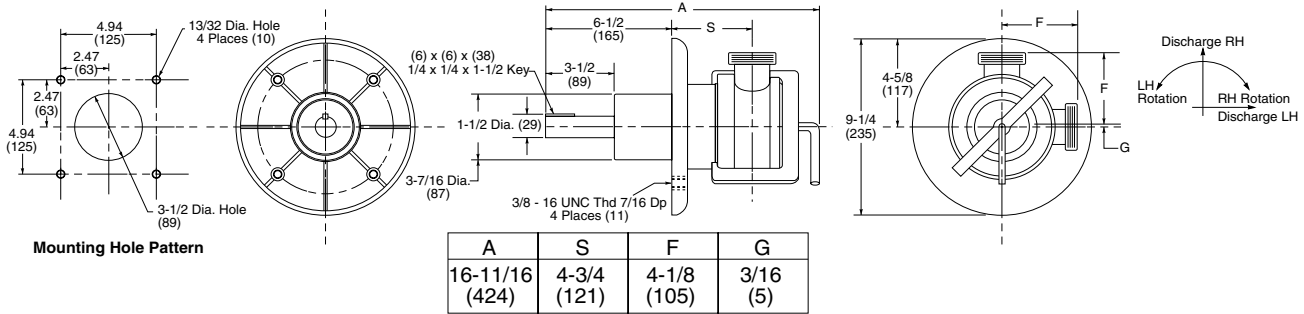 4.94
(125)
13/32 Dia. Hole
4 Places (10)
2.47
(63)
2.47
(63)
4.94
(125)
3-1/2 Dia. Hole
(89)
Mounting Hole Pattern
A
6-1/2
(165)
S
(6) x (6) x (38)
1/4 x 1/4 x 1-1/2 Key
3-1/2
(89)
1-1/2 Dia. (29)
3-7/16 Dia.
(87)
3/8 - 16 UNC Thd 7/16 Dp
4 Places (11)
F
4-5/8
(117)
9-1/4
(235)
F
G
Discharge RH
LH
Rotation
RH Rotation
Discharge LH
A S F G
16-11/16 4-3/4 4-1/8 3/16
(424) (121) (105) (5)